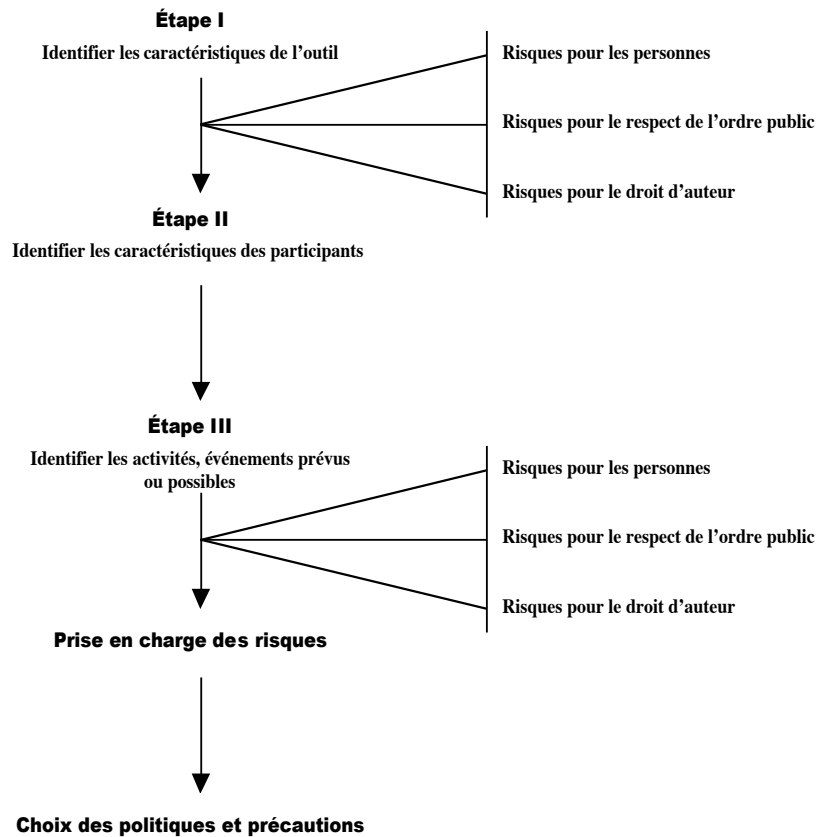 Étape I
Identifier les caractéristiques de l’outil
Risques pour les personnes
Risques pour le respect de l’ordre public
Risques pour le droit d’auteur
Étape II
Identifier les caractéristiques des participants
Étape III
Identifier les activités, événements prévus
ou possibles
Risques pour les personnes
Risques pour le respect de l’ordre public
Risques pour le droit d’auteur
Prise en charge des risques
Choix des politiques et précautions